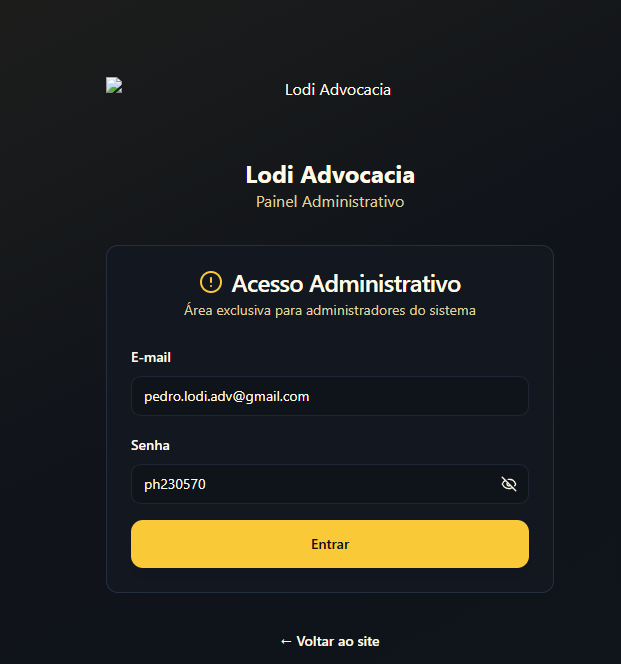 Lodi Advocacia
Lodi Advocacia
Painel Administrativo
Acesso Administrativo
Área exclusiva para administradores do sistema
E-mail
pedro.lodi.adv@gmail.com
Senha
ph230570
Entrar
← Voltar ao site